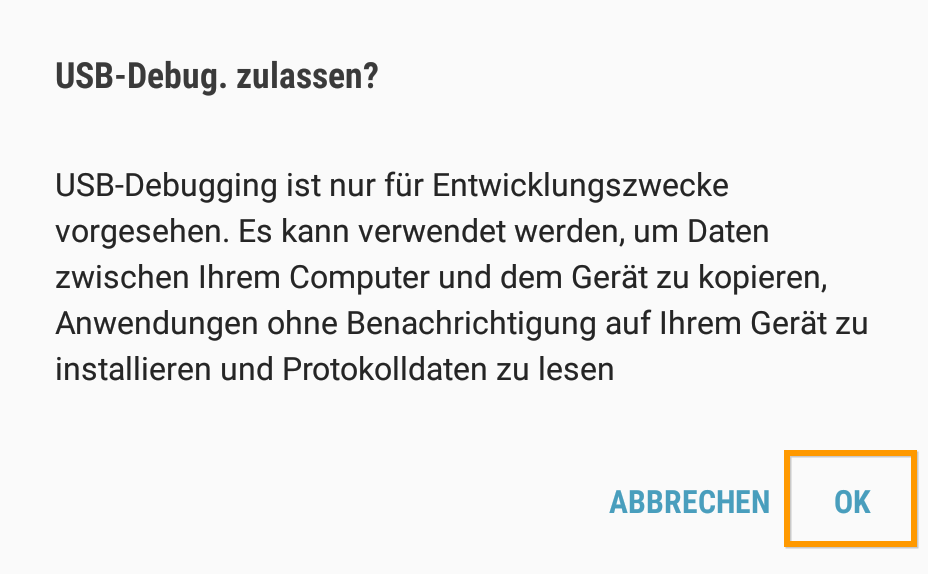 USB-Debug. zulassen?
USB-Debugging ist nur für Entwicklungszwecke
vorgesehen. Es kann verwendet werden, um Daten
zwischen Ihrem Computer und dem Gerät zu kopieren,
Anwendungen ohne Benachrichtigung auf Ihrem Gerät zu
installieren und Protokolldaten zu lesen
ABBRECHEN OK